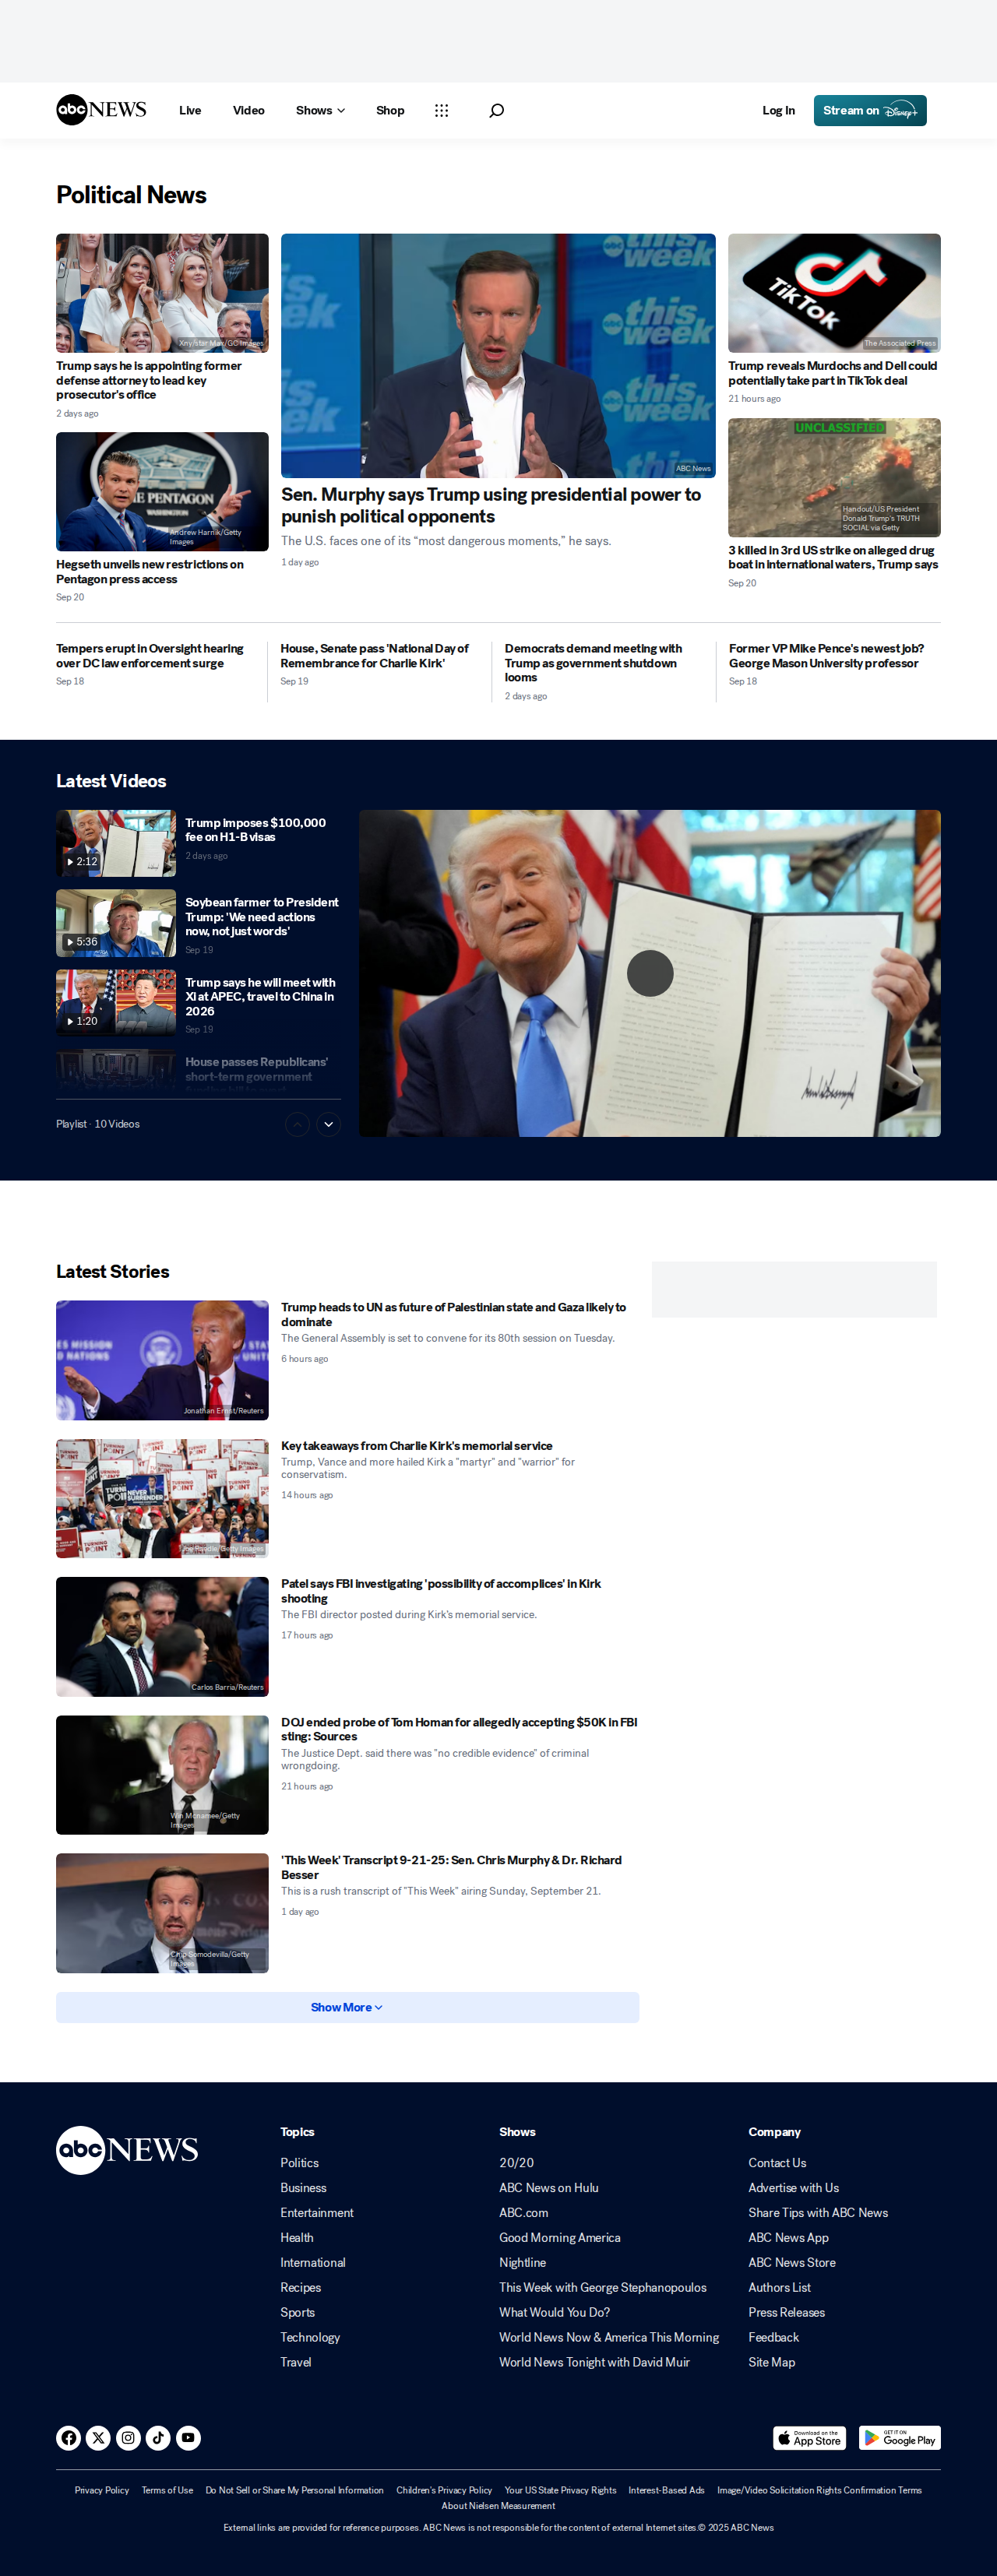 abc NEWS
Live
Video
Shows
Shop
Log In
Stream on Disney+
Political News
Xny/star Max/GC Images
Trump says he is appointing former
defense attorney to lead key
prosecutor's office
2 days ago
THE PENTAGON
WASHINGTON
Andrew Harnik/Getty
Images
Hegseth unveils new restrictions on
Pentagon press access
Sep 20
this week
abc NEWS
this week
ABC News
Sen. Murphy says Trump using presidential power to
punish political opponents
The U.S. faces one of its “most dangerous moments,” he says.
1 day ago
TikTok
The Associated Press
Trump reveals Murdochs and Dell could
potentially take part in TikTok deal
21 hours ago
UNCLASSIFIED
Handout/US President
Donald Trump's TRUTH
SOCIAL via Getty
3 killed in 3rd US strike on alleged drug
boat in international waters, Trump says
Sep 20
Tempers erupt in Oversight hearing
over DC law enforcement surge
Sep 18
House, Senate pass 'National Day of
Remembrance for Charlie Kirk'
Sep 19
Democrats demand meeting with
Trump as government shutdown
looms
2 days ago
Former VP Mike Pence's newest job?
George Mason University professor
Sep 18
Latest Videos
2:12
Trump imposes $100,000
fee on H1-B visas
2 days ago
5:36
Soybean farmer to President
Trump: 'We need actions
now, not just words'
Sep 19
1:20
Trump says he will meet with
Xi at APEC, travel to China in
2026
Sep 19
House passes Republicans'
short-term government
Playlist · 10 Videos
Latest Stories
Jonathan Ernst/Reuters
Trump heads to UN as future of Palestinian state and Gaza likely to
dominate
The General Assembly is set to convene for its 80th session on Tuesday.
6 hours ago
TURNING POINT
NEVER SURRENDER
Joe Raedle/Getty Images
Key takeaways from Charlie Kirk's memorial service
Trump, Vance and more hailed Kirk a "martyr" and "warrior" for
conservatism.
14 hours ago
Carlos Barria/Reuters
Patel says FBI investigating 'possibility of accomplices' in Kirk
shooting
The FBI director posted during Kirk's memorial service.
17 hours ago
Win Mcnamee/Getty
Images
DOJ ended probe of Tom Homan for allegedly accepting $50K in FBI
sting: Sources
The Justice Dept. said there was "no credible evidence" of criminal
wrongdoing.
21 hours ago
Chip Somodevilla/Getty
Images
'This Week' Transcript 9-21-25: Sen. Chris Murphy & Dr. Richard
Besser
This is a rush transcript of "This Week" airing Sunday, September 21.
1 day ago
Show More
abc NEWS
Topics
Politics
Business
Entertainment
Health
International
Recipes
Sports
Technology
Travel
Shows
20/20
ABC News on Hulu
ABC.com
Good Morning America
Nightline
This Week with George Stephanopoulos
What Would You Do?
World News Now & America This Morning
World News Tonight with David Muir
Company
Contact Us
Advertise with Us
Share Tips with ABC News
ABC News App
ABC News Store
Authors List
Press Releases
Feedback
Site Map
Download on the
App Store
GET IT ON
Google Play
Privacy Policy Terms of Use Do Not Sell or Share My Personal Information Children's Privacy Policy Your US State Privacy Rights Interest-Based Ads Image/Video Solicitation Rights Confirmation Terms
About Nielsen Measurement
External links are provided for reference purposes. ABC News is not responsible for the content of external Internet sites.© 2025 ABC News